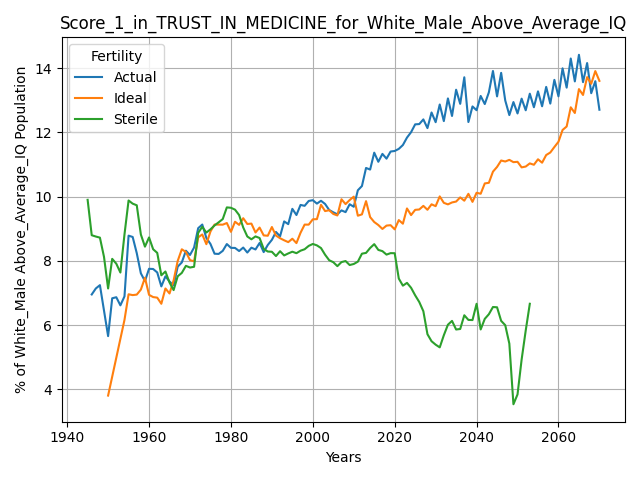 Score_1_in_TRUST_IN_MEDICINE_for_White_Male_Above_Average_IQ
Fertility
Actual
Ideal
Sterile
% of White_Male Above_Average_IQ Population
14
12
10
8
6
4
1940 1960 1980 2000 2020 2040 2060
Years